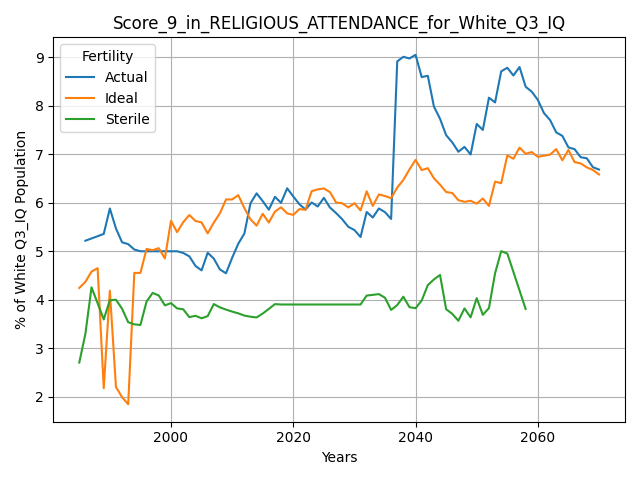 Score_9_in_RELIGIOUS_ATTENDANCE_for_White_Q3_IQ
Fertility
Actual
Ideal
Sterile
% of White Q3_IQ Population
9
8
7
6
5
4
3
2
2000 2020 2040 2060
Years